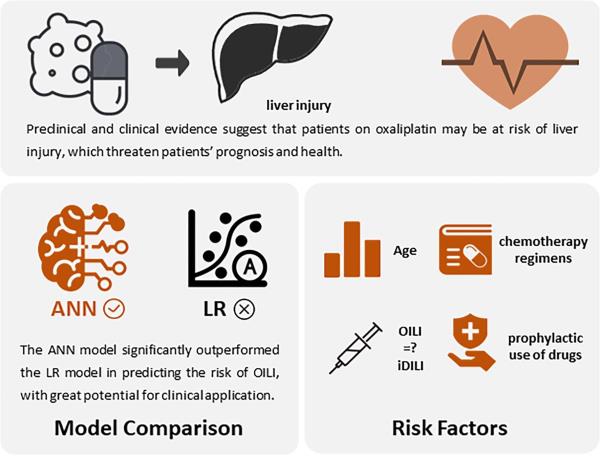 liver injury
Preclinical and clinical evidence suggest that patients on oxaliplatin may be at risk of liver
injury, which threaten patients' prognosis and health.
A
ANN
LR
The ANN model significantly outperformed
the LR model in predicting the risk of OILI,
with great potential for clinical application.
Model Comparison
Age
chemotherapy
regimens
OILI
=?
iDILI
prophylactic
use of drugs
Risk Factors